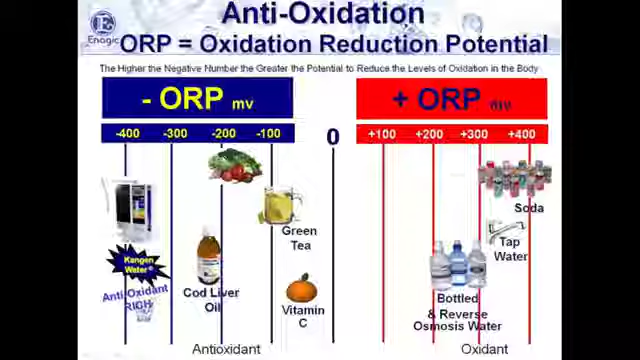 Anti-Oxidation
Enagic
ORP = Oxidation Reduction Potential
The Higher the Negative Number the Greater the Potential to Reduce the Levels of Oxidation in the Body
- ORP mv
+ ORP mv
-400 -300 -200 -100 0 +100 +200 +300 +400
Soda
Green
Tea
Tap
Water
Kangen
Water®
Anti-Oxidant
RICH
Cod Liver
Oil
Vitamin
C
Bottled
& Reverse
Osmosis Water
Antioxidant
Oxidant